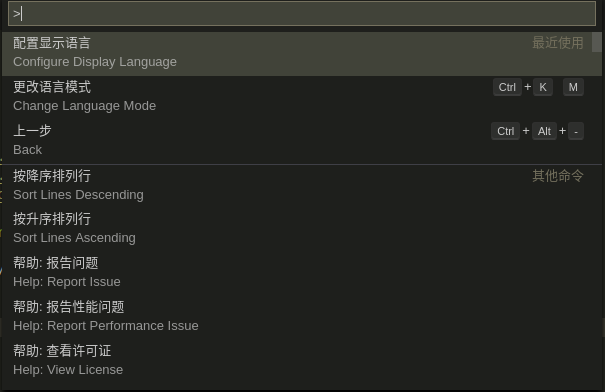 >
配置显示语言 最近使用
Configure Display Language
更改语言模式 Ctrl + K M
Change Language Mode
上一步 Ctrl + Alt + -
Back
按降序排列行 其他命令
Sort Lines Descending
按升序排列行
Sort Lines Ascending
帮助: 报告问题
Help: Report Issue
帮助: 报告性能问题
Help: Report Performance Issue
帮助: 查看许可证
Help: View License